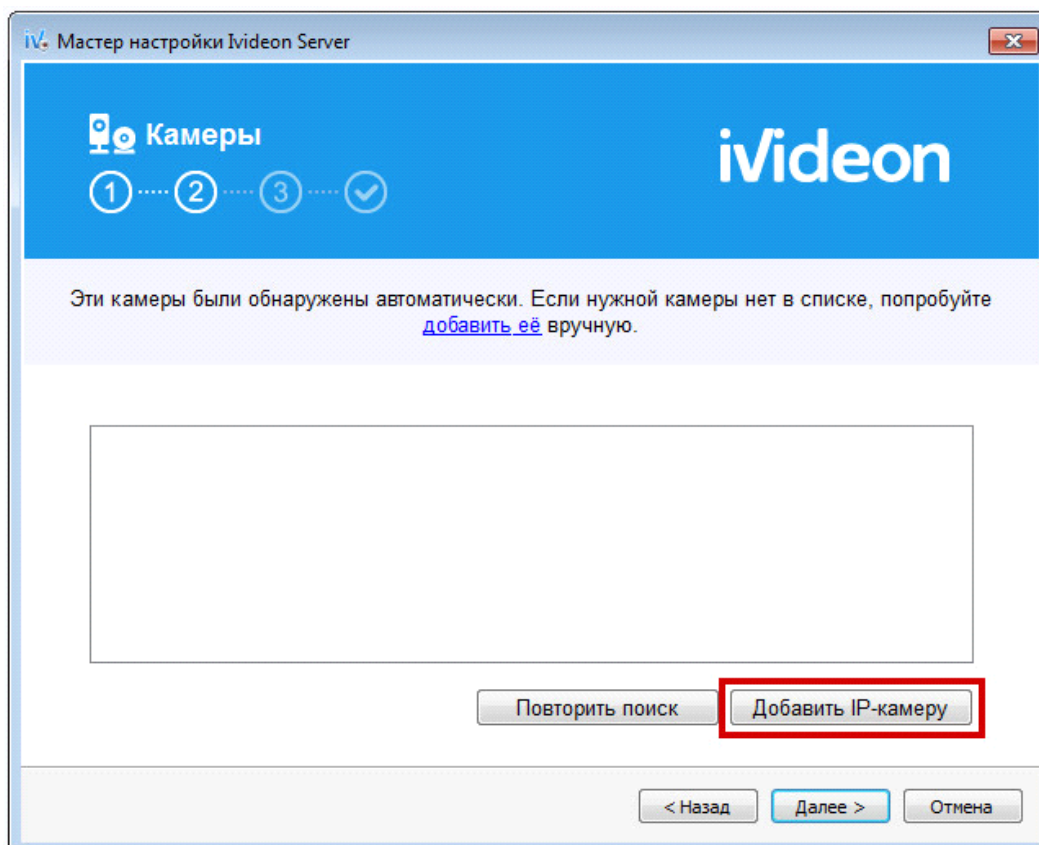 iV Мастер настройки Ivideon Server
Камеры
ivideon
1 2 3
Эти камеры были обнаружены автоматически. Если нужной камеры нет в списке, попробуйте
добавить её вручную.
Повторить поиск Добавить IP-камеру
< Назад Далее > Отмена